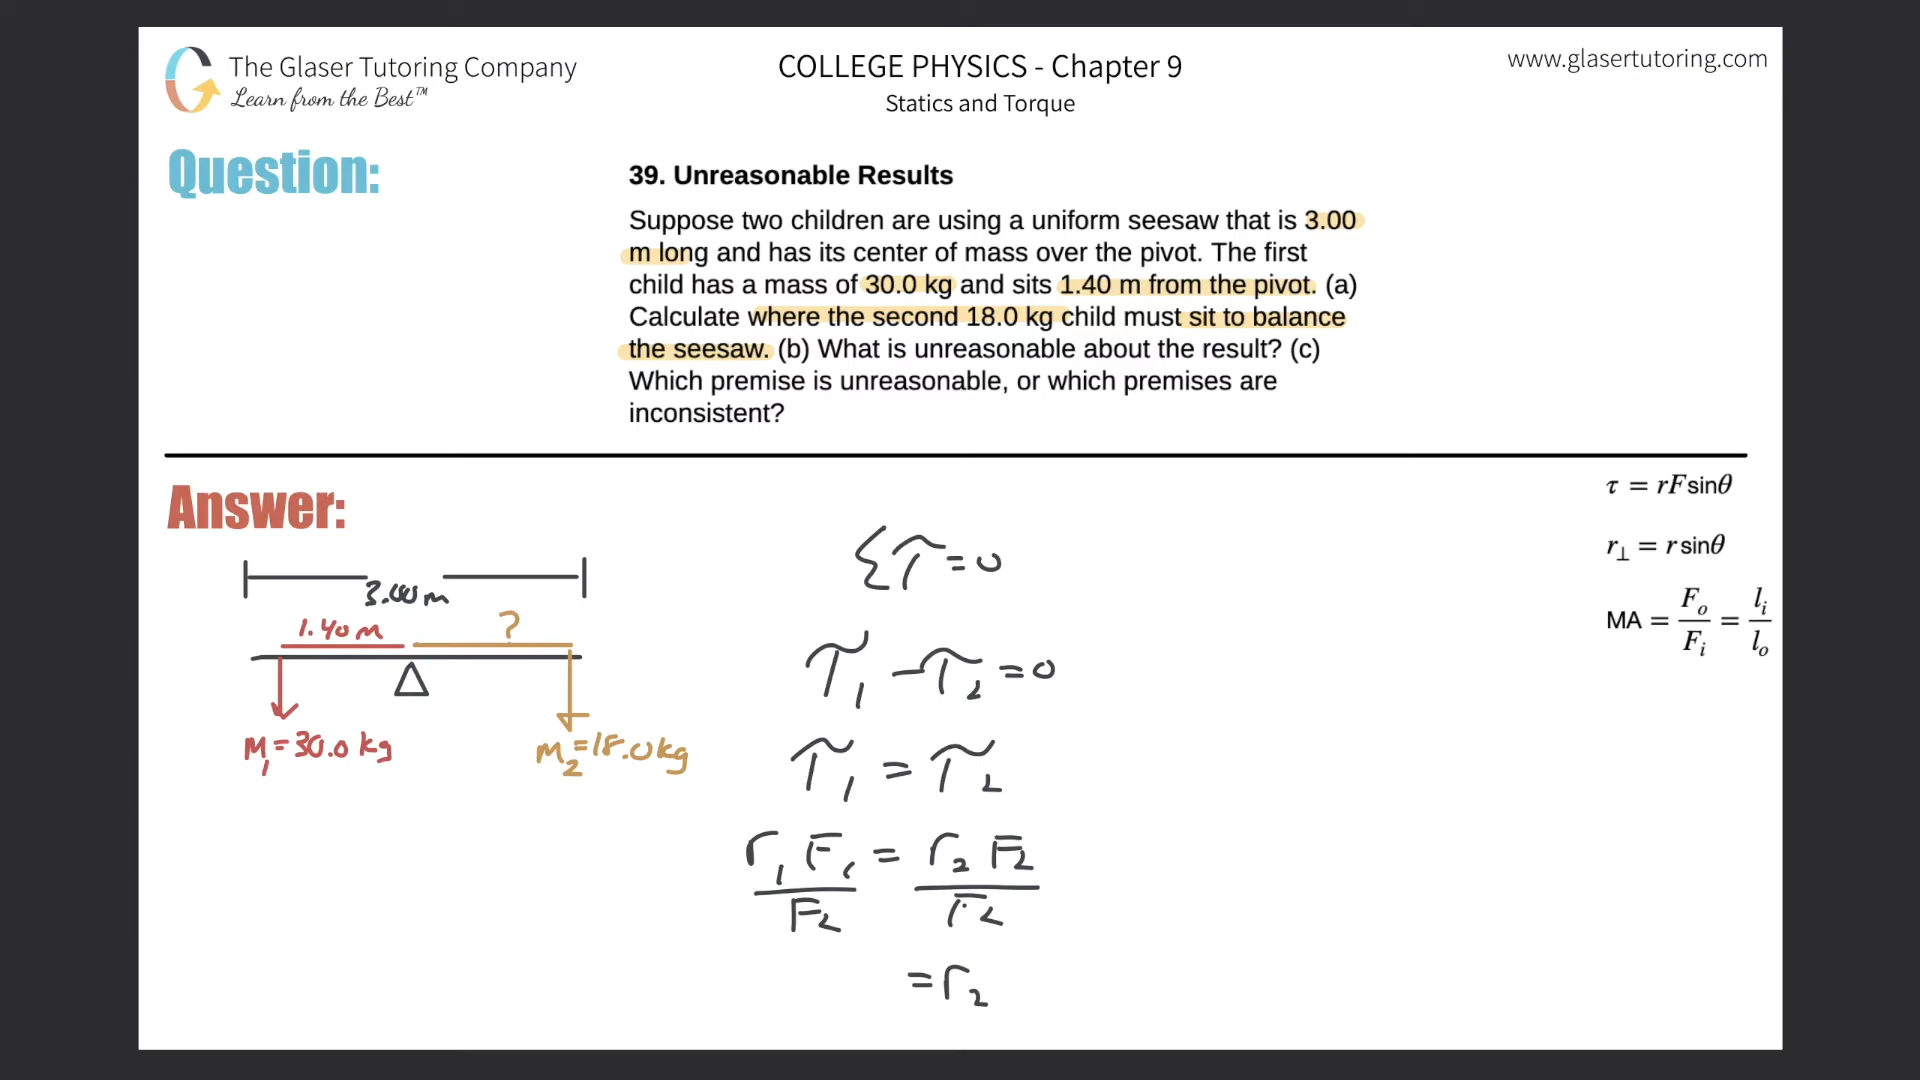 The Glaser Tutoring Company
Learn from the Best™
COLLEGE PHYSICS - Chapter 9
Statics and Torque
www.glasertutoring.com
Question:
39. Unreasonable Results
Suppose two children are using a uniform seesaw that is 3.00
m long and has its center of mass over the pivot. The first
child has a mass of 30.0 kg and sits 1.40 m from the pivot. (a)
Calculate where the second 18.0 kg child must sit to balance
the seesaw. (b) What is unreasonable about the result? (c)
Which premise is unreasonable, or which premises are
inconsistent?
Answer:
3.00 m
1.40 m
?
M₁ = 30.0 kg
m₂ = 18.0 kg
Στ = 0
τ₁ − τ₂ = 0
τ₁ = τ₂
r₁ F₁ = r₂ F₂
F₂ F₂
= r₂
τ = rF sinθ
r⊥ = r sinθ
MA = Fₒ/Fᵢ = lᵢ/lₒ